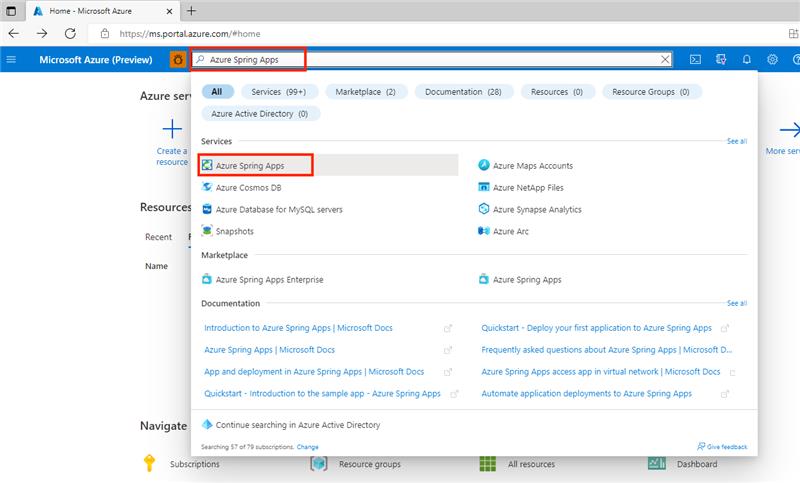 Home - Microsoft Azure
https://ms.portal.azure.com/#home
Microsoft Azure (Preview)
Azure Spring Apps
Azure serv
Create a
resource
More serv
All
Services (99+)
Marketplace (2)
Documentation (28)
Resources (0)
Resource Groups (0)
Azure Active Directory (0)
Services
See all
Azure Spring Apps
Azure Maps Accounts
Azure Cosmos DB
Azure NetApp Files
Azure Database for MySQL servers
Azure Synapse Analytics
Snapshots
Azure Arc
Resources
Recent
Name
Marketplace
Azure Spring Apps Enterprise
Azure Spring Apps
Documentation
See all
Introduction to Azure Spring Apps | Microsoft Docs
Quickstart - Deploy your first application to Azure Spring Apps
Azure Spring Apps | Microsoft Docs
Frequently asked questions about Azure Spring Apps | Microsoft D...
App and deployment in Azure Spring Apps | Microsoft Docs
Azure Spring Apps access app in virtual network | Microsoft Docs
Quickstart - Introduction to the sample app - Azure Spring Apps
Automate application deployments to Azure Spring Apps
Continue searching in Azure Active Directory
Searching 57 of 79 subscriptions. Change
Give feedback
Navigate
Subscriptions
Resource groups
All resources
Dashboard